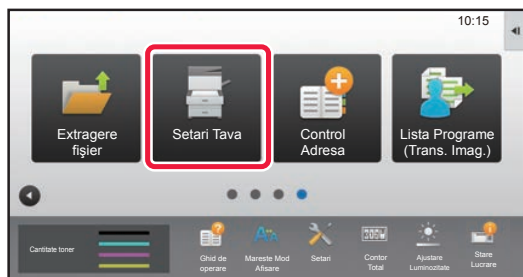 10:15
Extragere
fişier
Setari Tava
Control
Adresa
Lista Programe
(Trans. Imag.)
Cantitate toner
Ghid de
operare
Mareste Mod
Afisare
Setari
Contor
Total
Ajustare
Luminozitate
Stare
Lucrare